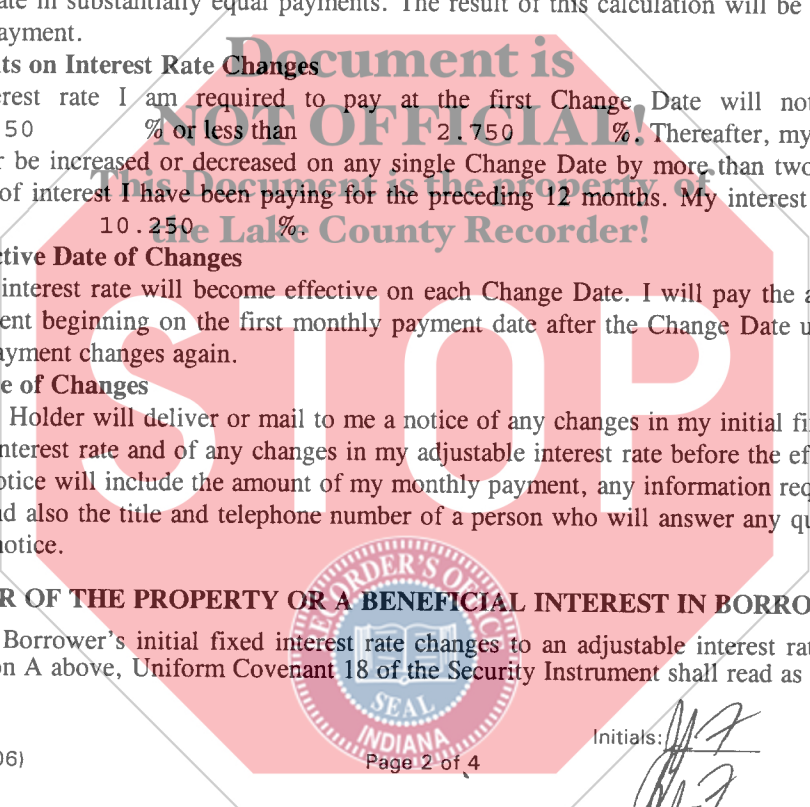 ate in substantially equal payments. The result of this calculation will be
ayment.
ts on Interest Rate Changes
erest rate I am required to pay at the first Change Date will not
50 % or less than 2.750 %. Thereafter, my
r be increased or decreased on any single Change Date by more than two
of interest I have been paying for the preceding 12 months. My interest
10.250 %.
ctive Date of Changes
interest rate will become effective on each Change Date. I will pay the a
ent beginning on the first monthly payment date after the Change Date u
ayment changes again.
e of Changes
Holder will deliver or mail to me a notice of any changes in my initial fi
nterest rate and of any changes in my adjustable interest rate before the ef
otice will include the amount of my monthly payment, any information req
nd also the title and telephone number of a person who will answer any qu
notice.
R OF THE PROPERTY OR A BENEFICIAL INTEREST IN BORRO
Borrower's initial fixed interest rate changes to an adjustable interest rat
on A above, Uniform Covenant 18 of the Security Instrument shall read as
Initials:
06)
Page 2 of 4
Document is
NOT OFFICIAL!
This Document is the property of
the Lake County Recorder!
STOP
RECORDER'S OFFICE
SEAL
INDIANA